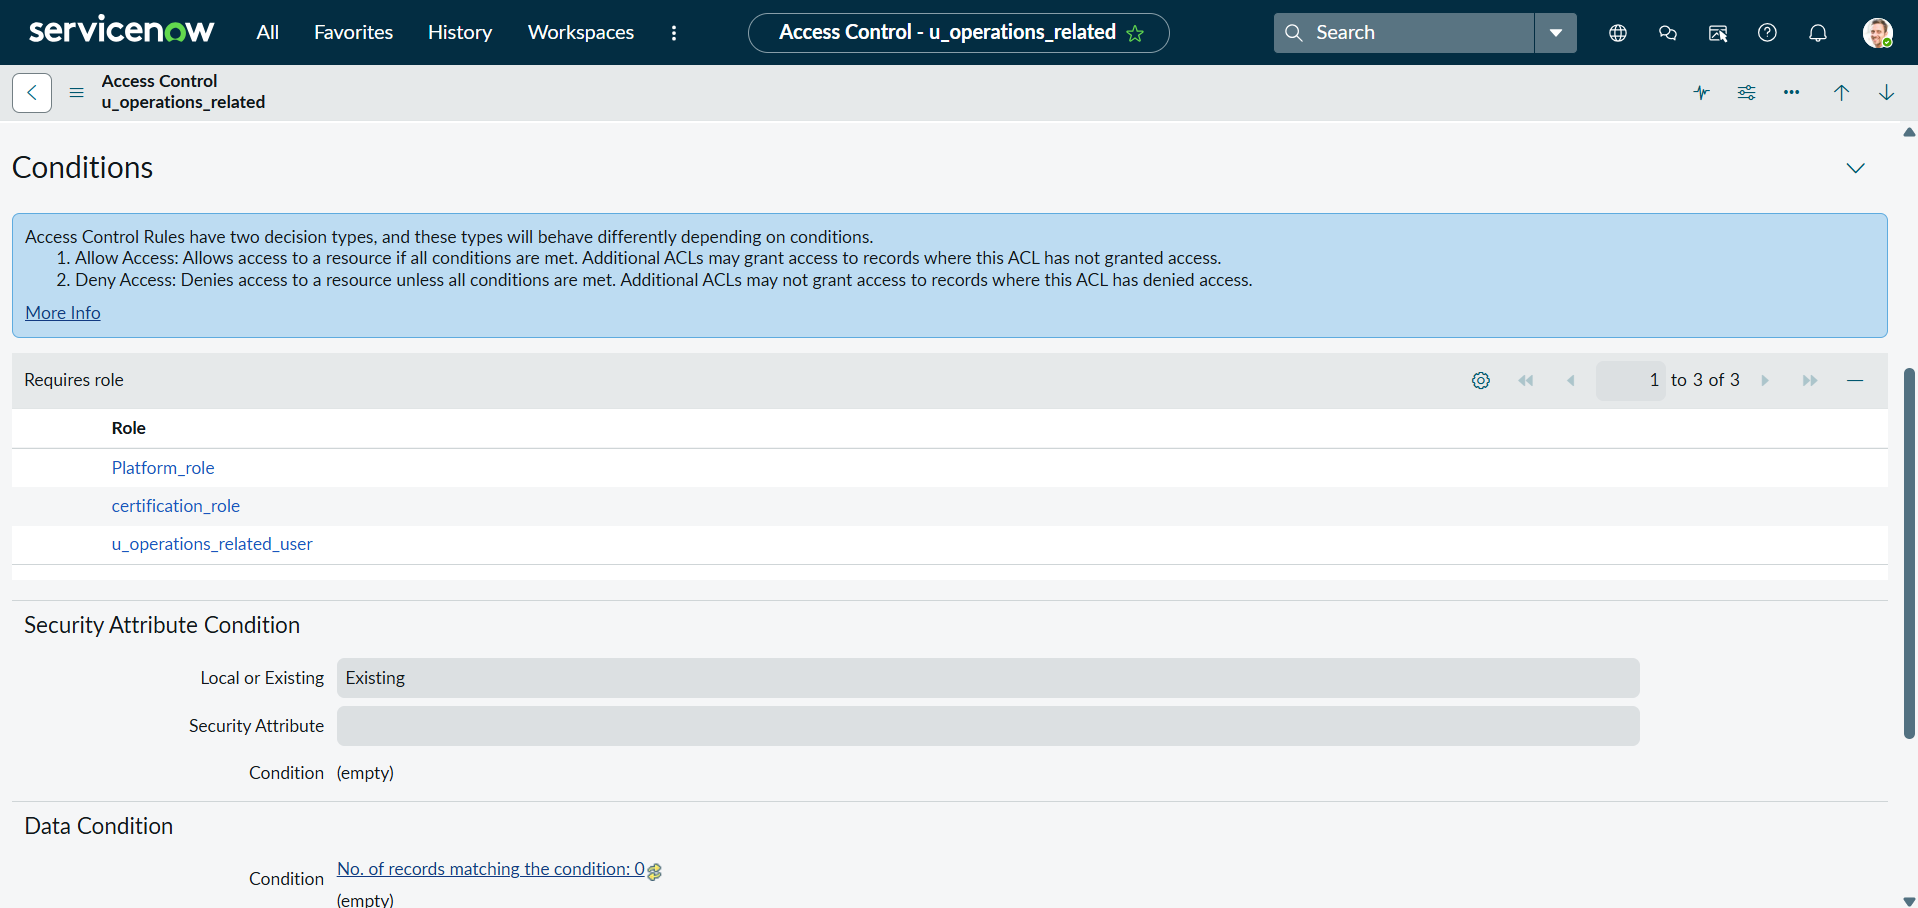 servicenow All Favorites History Workspaces Access Control - u_operations_related Search
Access Control
u_operations_related
Conditions
Access Control Rules have two decision types, and these types will behave differently depending on conditions.
1. Allow Access: Allows access to a resource if all conditions are met. Additional ACLs may grant access to records where this ACL has not granted access.
2. Deny Access: Denies access to a resource unless all conditions are met. Additional ACLs may not grant access to records where this ACL has denied access.
More Info
Requires role 1 to 3 of 3
Role
Platform_role
certification_role
u_operations_related_user
Security Attribute Condition
Local or Existing Existing
Security Attribute
Condition (empty)
Data Condition
Condition No. of records matching the condition: 0
(empty)